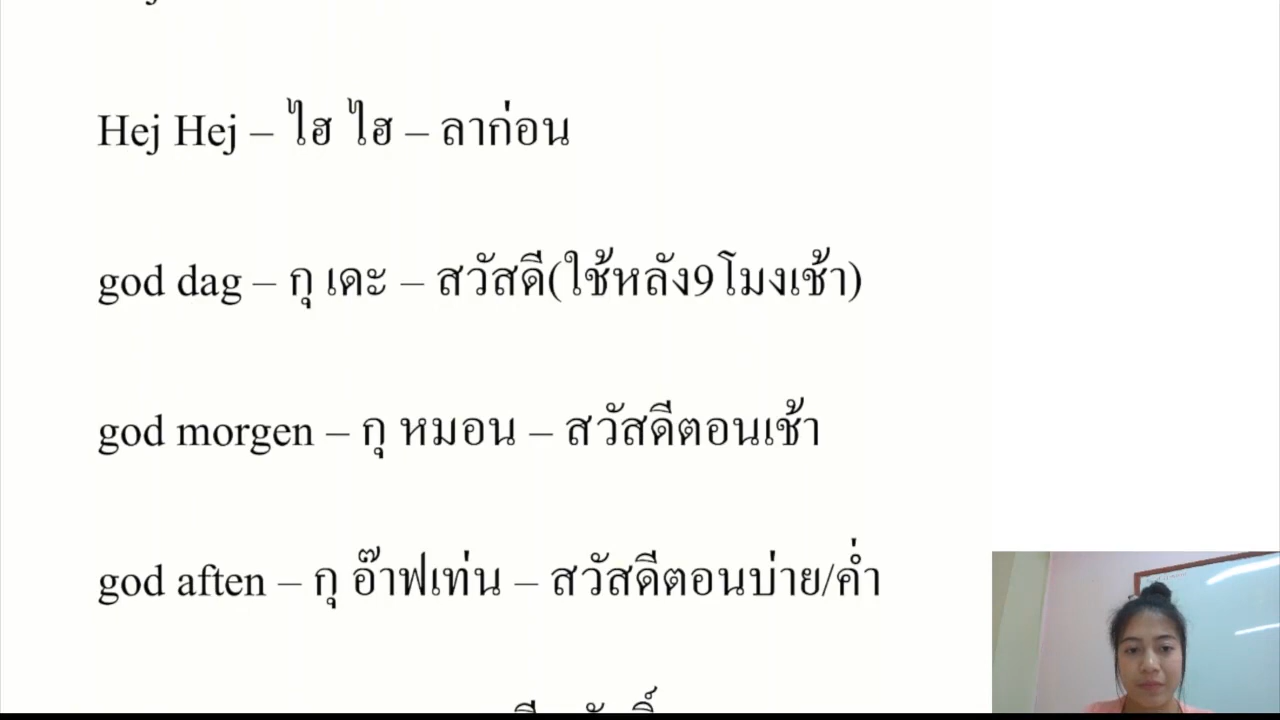 Hej Hej – ไฮ ไฮ – ลาก่อน
god dag – กุ เดะ – สวัสดี(ใช้หลัง9โมงเช้า)
god morgen – กุ หมอน – สวัสดีตอนเช้า
god aften – กุ อ๊าฟเท่น – สวัสดีตอนบ่าย/ค่ำ